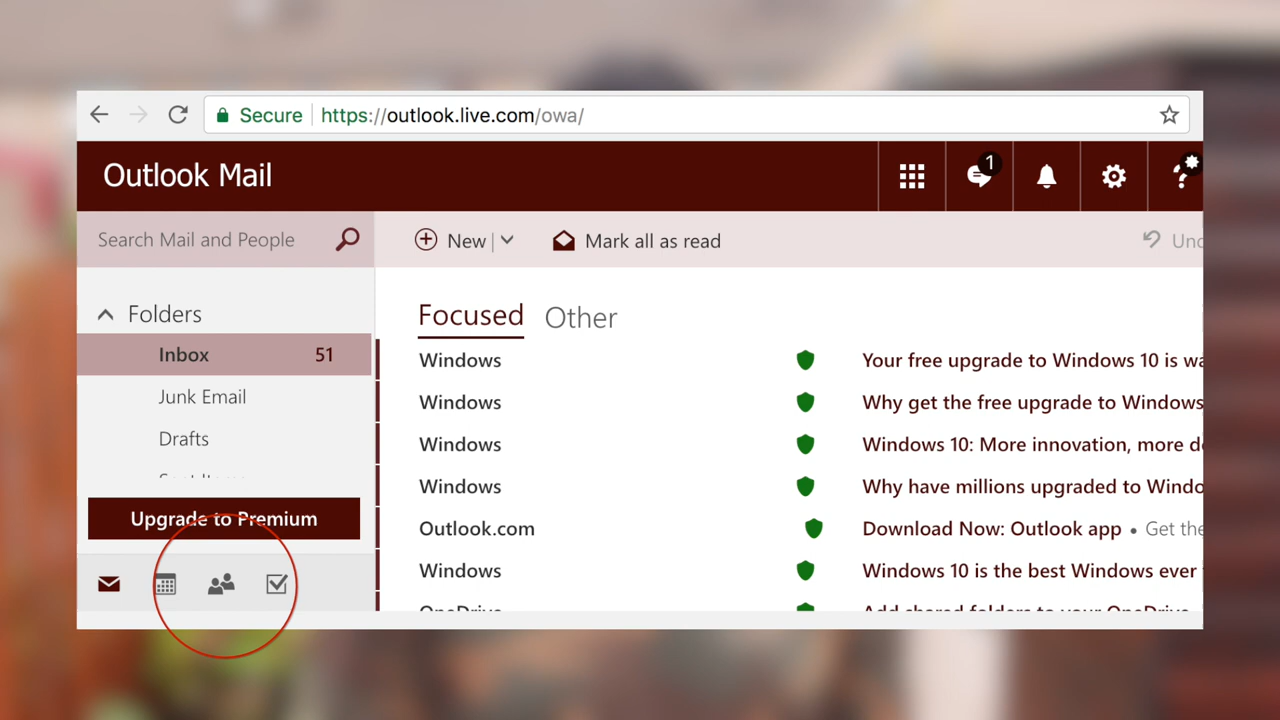 Secure https://outlook.live.com/owa/
Outlook Mail
1
Search Mail and People
New
Mark all as read
Folders
Inbox 51
Junk Email
Drafts
Upgrade to Premium
Focused Other
Windows Your free upgrade to Windows 10 is
Windows Why get the free upgrade to Windows
Windows Windows 10: More innovation, more
Windows Why have millions upgraded to
Outlook.com Download Now: Outlook app • Get the
Windows Windows 10 is the best Windows ever